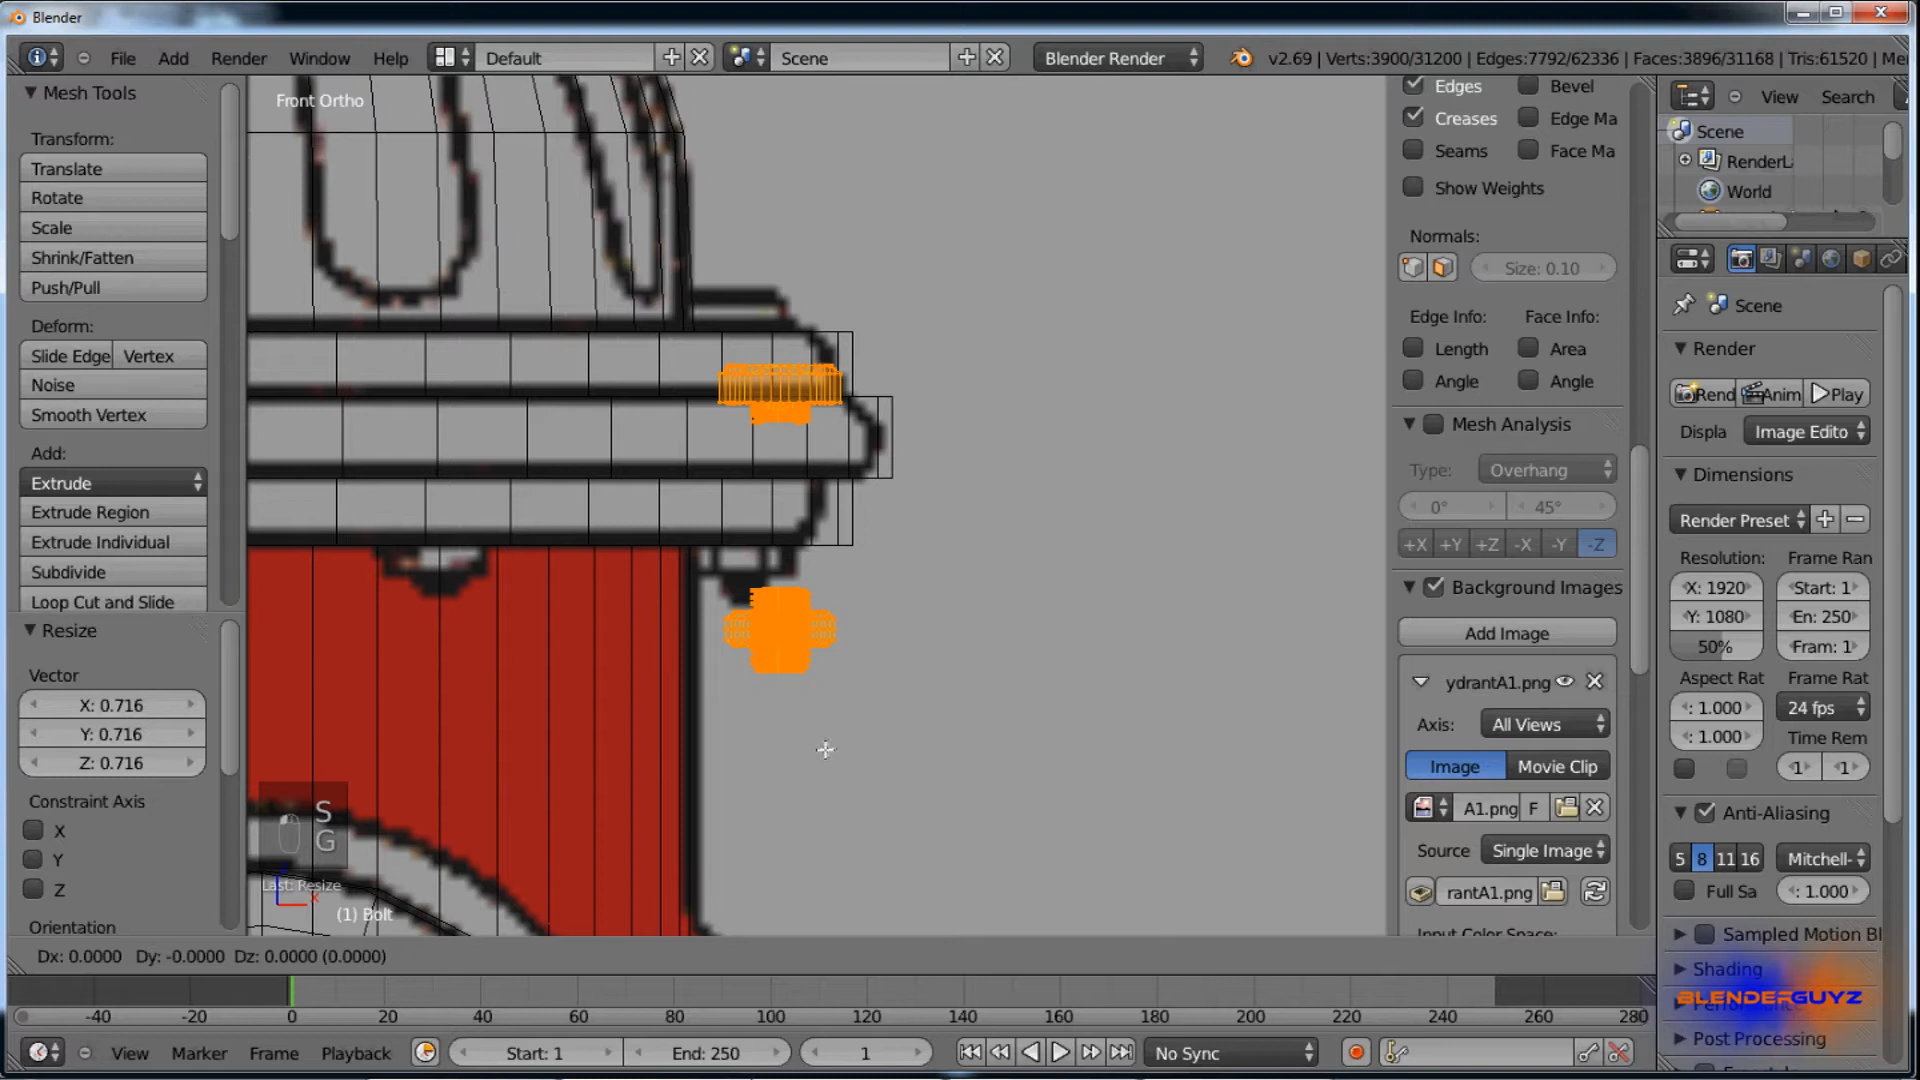 Blender
File Add Render Window Help Default Scene Blender Render v2.69 | Verts:3900/31200 | Edges:7792/62336 | Faces:3896/31168 | Tris:61520 | Me
Mesh Tools
Transform:
Translate
Rotate
Scale
Shrink/Fatten
Push/Pull
Deform:
Slide Edge Vertex
Noise
Smooth Vertex
Add:
Extrude
Extrude Region
Extrude Individual
Subdivide
Loop Cut and Slide
Resize
Vector
X: 0.716
Y: 0.716
Z: 0.716
Constraint Axis
X
Y
Z
Orientation
Front Ortho
S
G
Last: Resize
x
(1) Bolt
Dx: 0.0000 Dy: -0.0000 Dz: 0.0000 (0.0000)
Edges Bevel
Creases Edge Ma
Seams Face Ma
Show Weights
Normals:
Size: 0.10
Edge Info: Face Info:
Length Area
Angle Angle
Mesh Analysis
Type: Overhang
0° 45°
+X +Y +Z -X -Y -Z
Background Images
Add Image
ydrantA1.png
Axis: All Views
Image Movie Clip
A1.png F
Source Single Image
rantA1.png
Input Color Space:
View Search
Scene
RenderL
World
Scene
Render
Rend Anim Play
Displa Image Edito
Dimensions
Render Preset
Resolution: Frame Ran
X: 1920 Start: 1
Y: 1080 En: 250
50% Fram: 1
Aspect Rat Frame Rat
: 1.000 24 fps
: 1.000 Time Rem
1 1
Anti-Aliasing
5 8 11 16 Mitchell-
Full Sa : 1.000
Sampled Motion Bl
Shading
BLENDERGUYZ
Post Processing
-40 -20 0 20 40 60 80 100 120 140 160 180 200 220 240 260 280
View Marker Frame Playback Start: 1 End: 250 1 No Sync